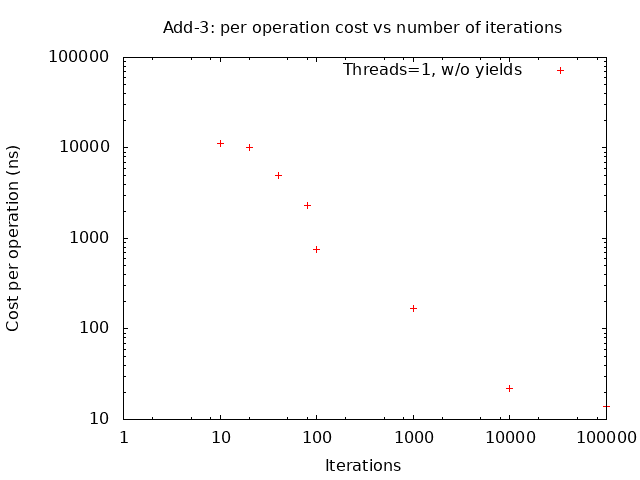 Add-3: per operation cost vs number of iterations
100000
Threads=1, w/o yields
10000
1000
100
10
Cost per operation (ns)
1 10 100 1000 10000 100000
Iterations